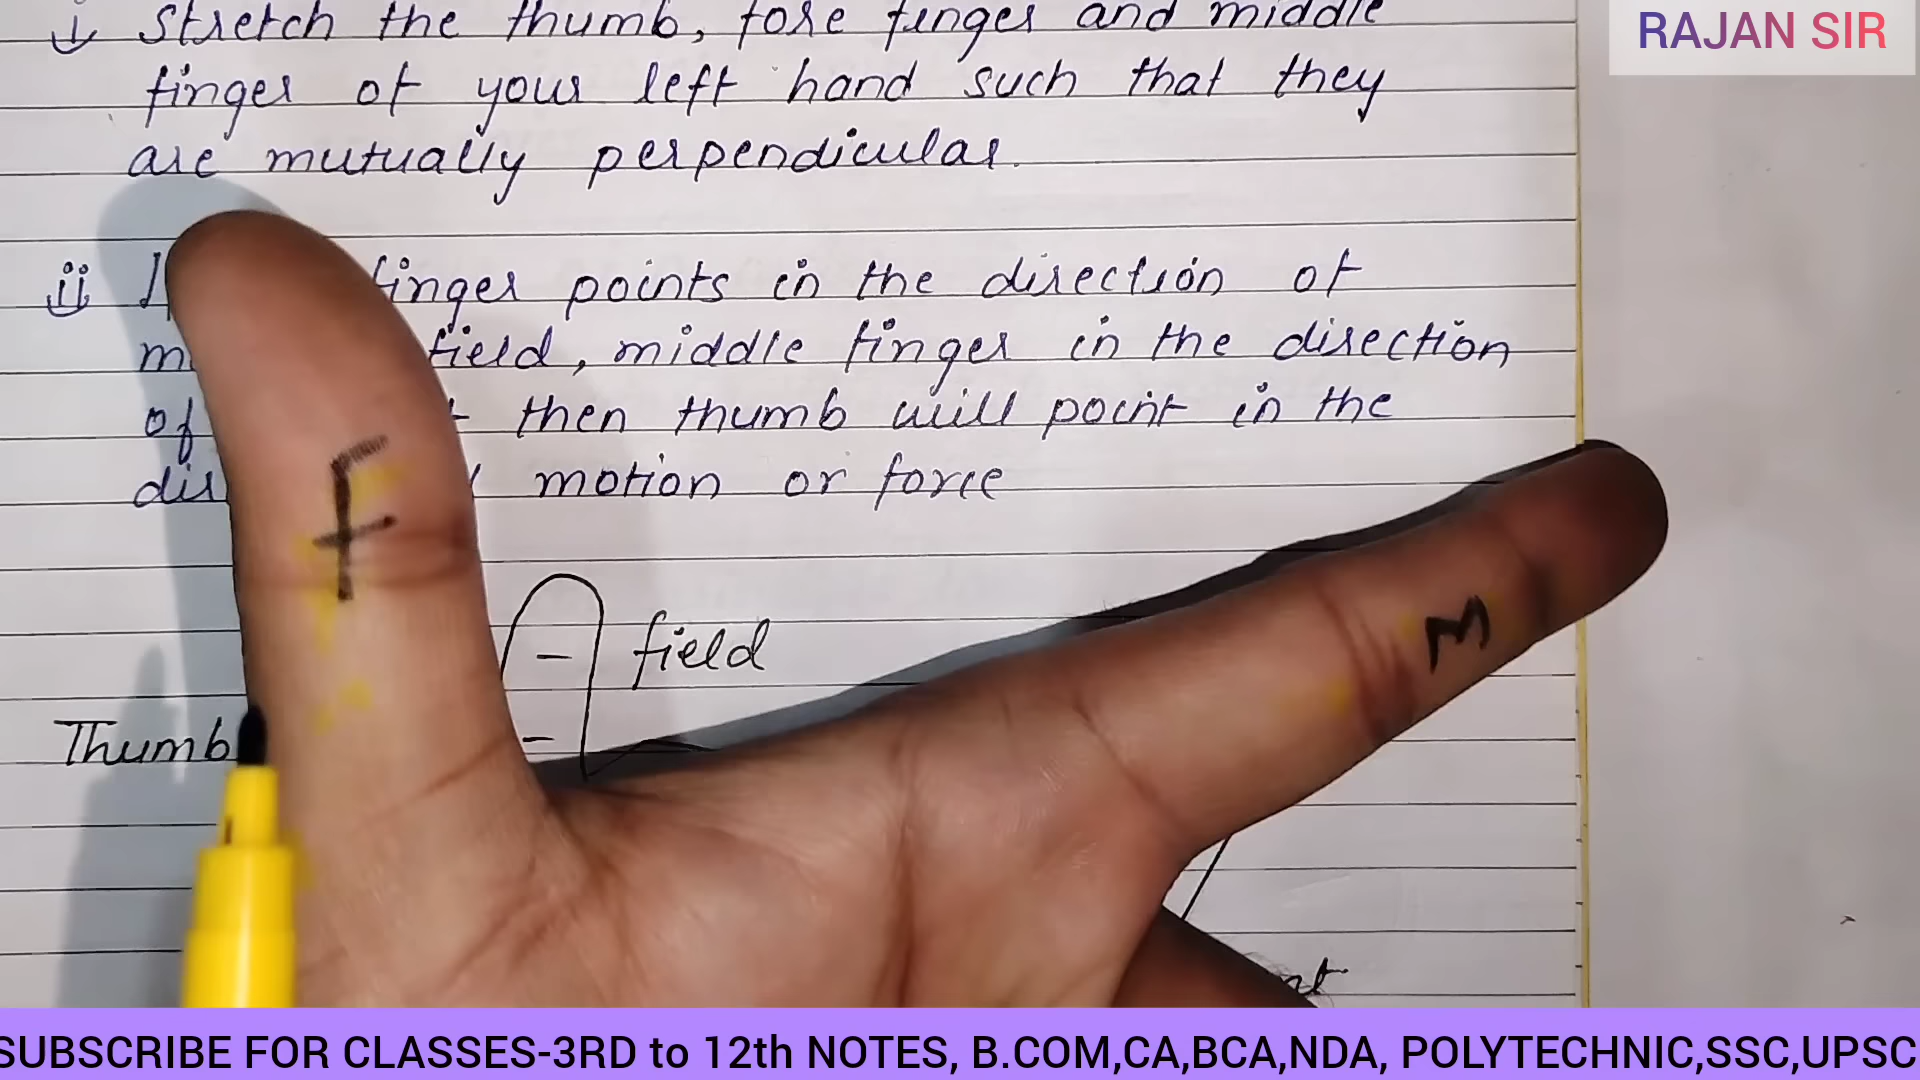 RAJAN SIR
i Stretch the thumb, fore finger and middle
finger of your left hand such that they
are mutually perpendicular.
ii finger points in the direction of
field, middle finger in the direction
of then thumb will point in the
motion or force
F
M
field
Thumb
SUBSCRIBE FOR CLASSES-3RD to 12th NOTES, B.COM,CA,BCA,NDA, POLYTECHNIC,SSC,UPSC